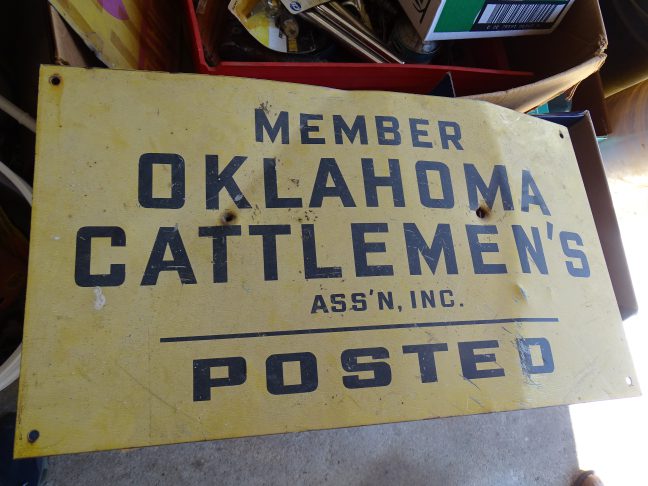 MEMBER
OKLAHOMA
CATTLEMEN'S
ASS'N, INC.
POSTED